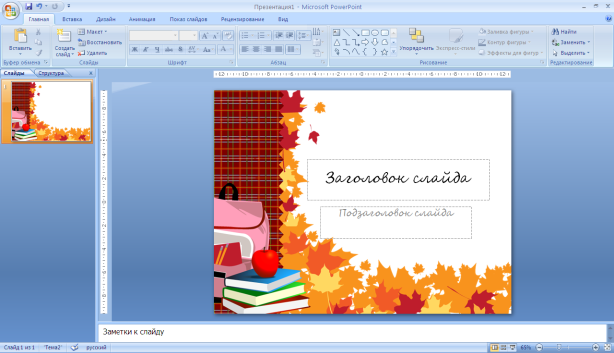 Презентация1 - Microsoft PowerPoint
Главная Вставка Дизайн Анимация Показ слайдов Рецензирование Вид
Вставить
Создать слайд
Макет
Восстановить
Удалить
Упорядочить
Экспресс-стили
Заливка фигуры
Контур фигуры
Эффекты для фигур
Найти
Заменить
Выделить
Буфер обмена Слайды Шрифт Абзац Рисование Редактирование
Слайды Структура
Заголовок слайда
Подзаголовок слайда
Заметки к слайду
Слайд 1 из 1 "Тема2" русский 65%